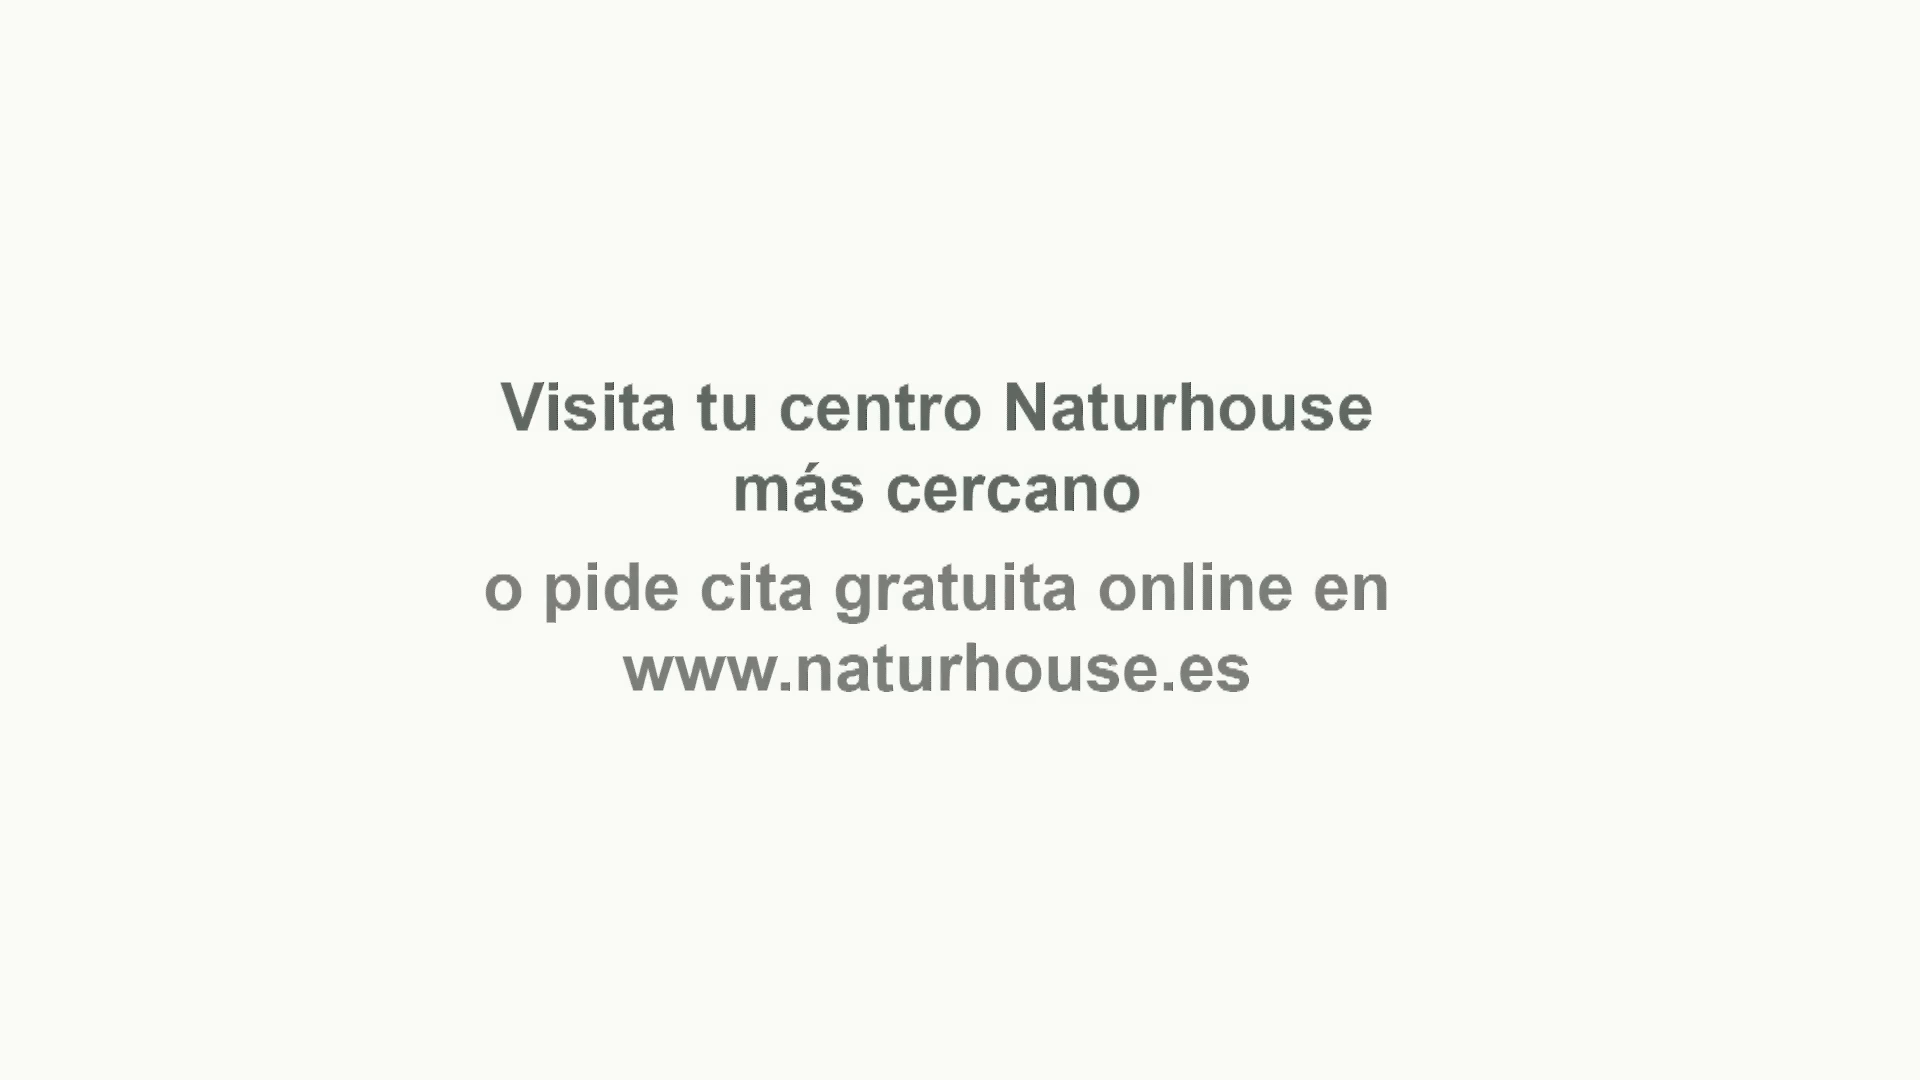 Visita tu centro Naturhouse
más cercano
o pide cita gratuita online en
www.naturhouse.es